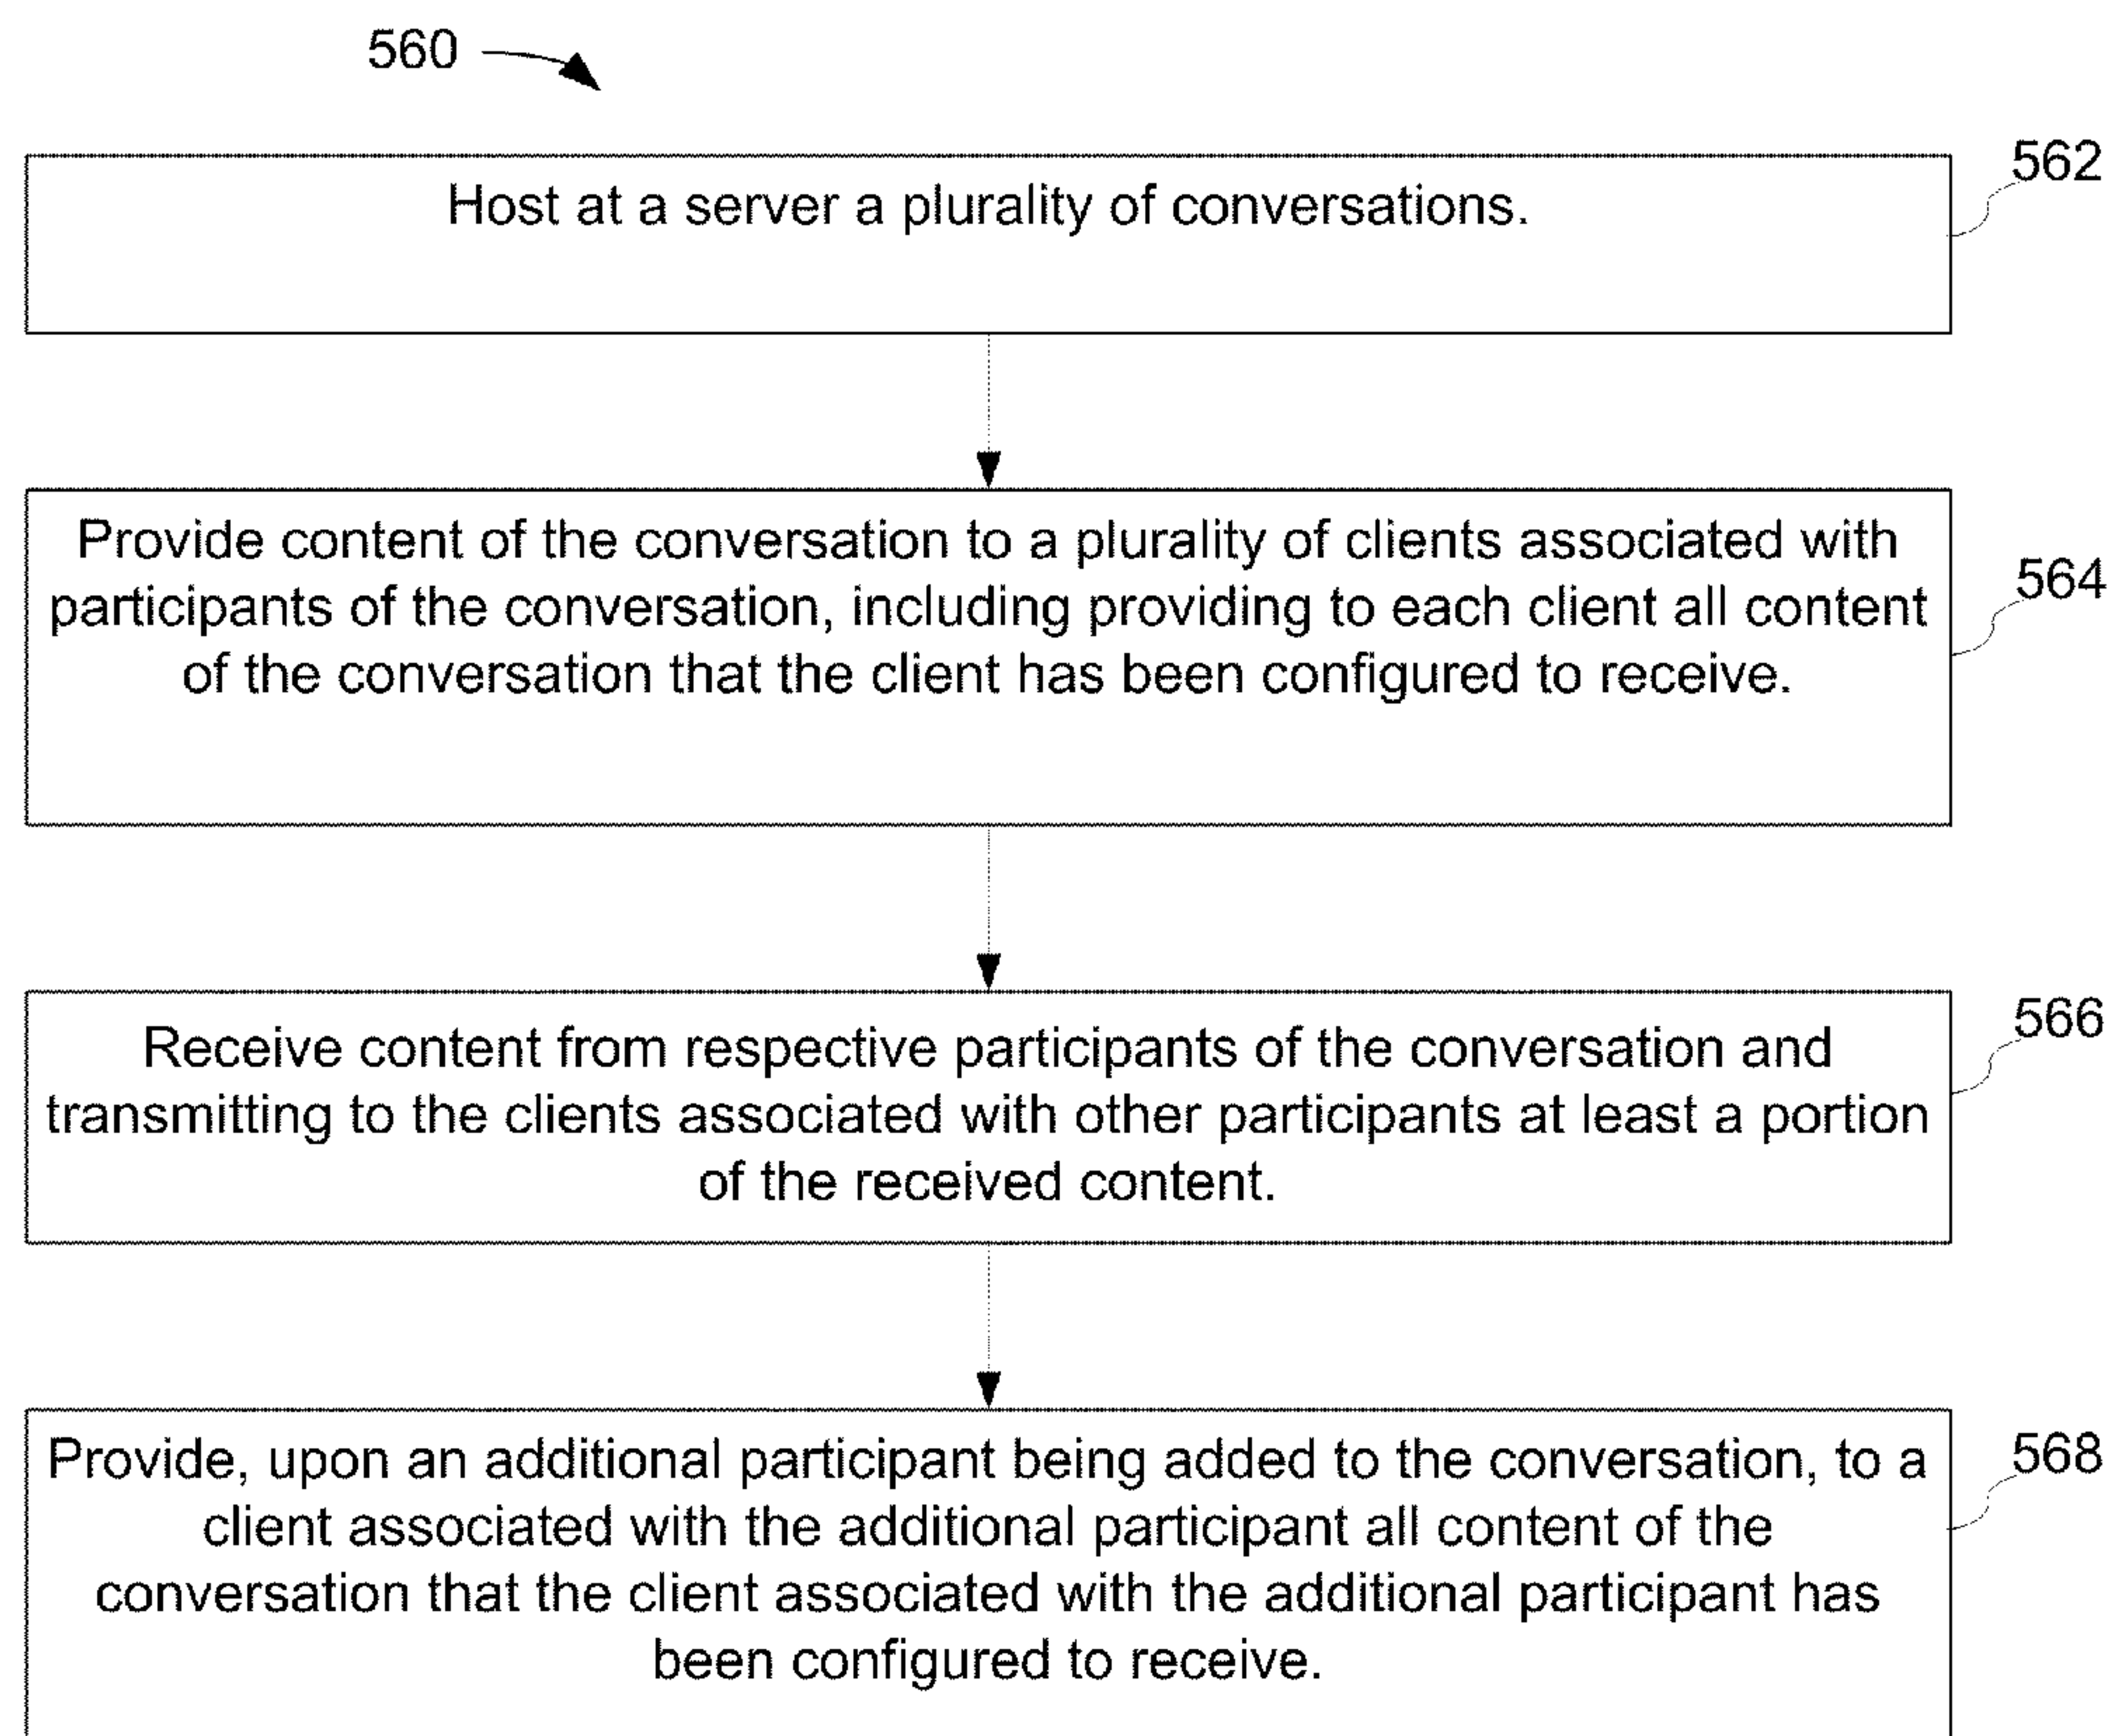 560
562
Host at a server a plurality of conversations.
Provide content of the conversation to a plurality of clients associated with
564
participants of the conversation, including providing to each client all content
of the conversation that the client has been configured to receive.
566
Receive content from respective participants of the conversation and
transmitting to the clients associated with other participants at least a portion
of the received content.
568
Provide, upon an additional participant being added to the conversation, to a
client associated with the additional participant all content of the
conversation that the client associated with the additional participant has
been configured to receive.